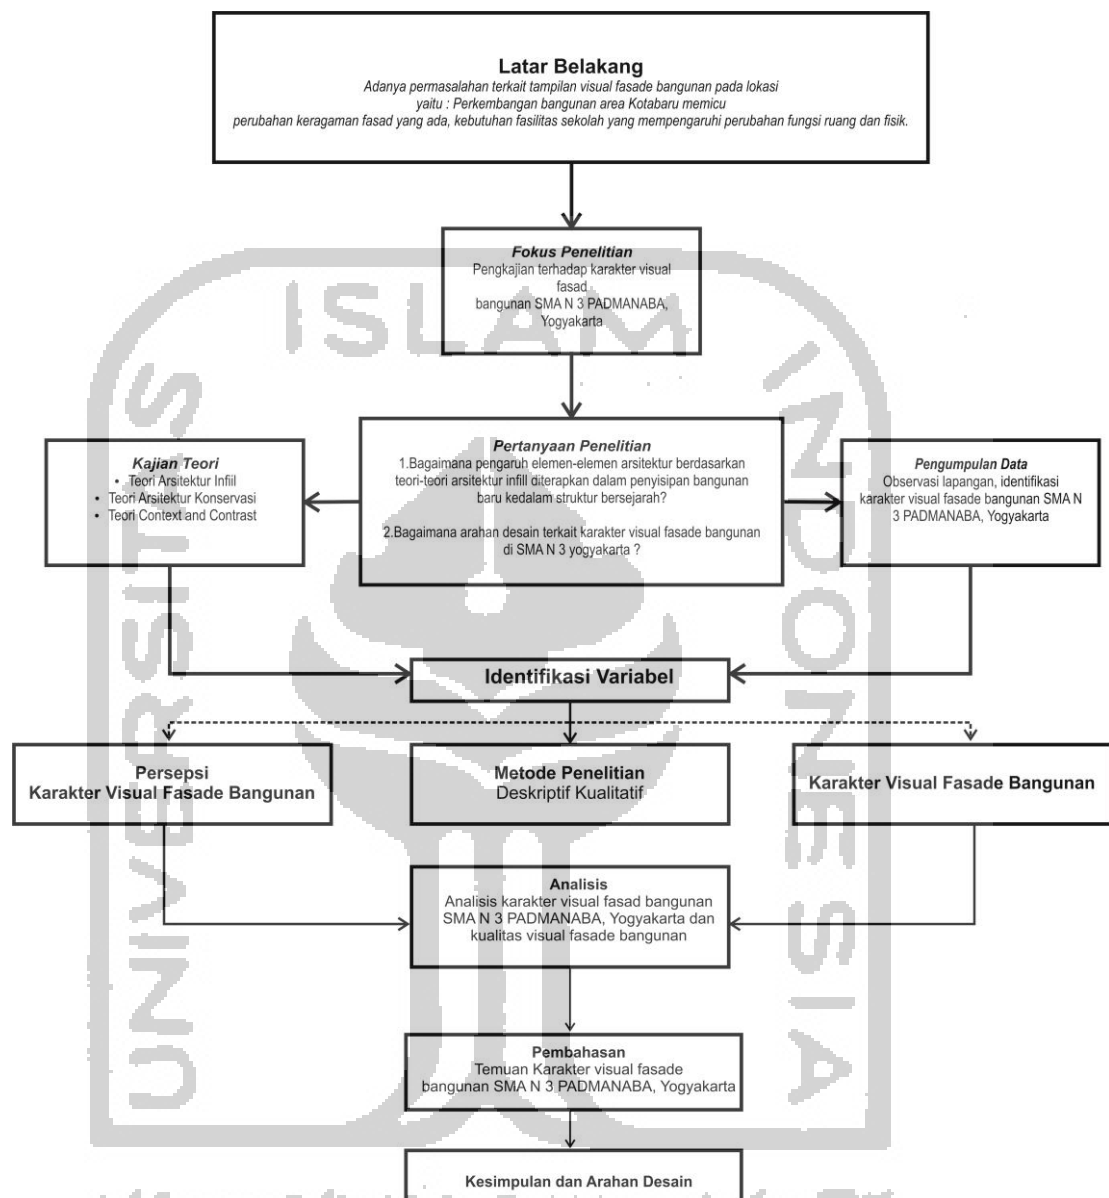 Latar Belakang
Adanya permasalahan terkait tampilan visual fasade bangunan pada lokasi
yaitu : Perkembangan bangunan area Kotabaru memicu
perubahan keragaman fasad yang ada, kebutuhan fasilitas sekolah yang mempengaruhi perubahan fungsi ruang dan fisik.
Fokus Penelitian
Pengkajian terhadap karakter visual
fasad
bangunan SMA N 3 PADMANABA,
Yogyakarta
Kajian Teori
• Teori Arsitektur Infill
• Teori Arsitektur Konservasi
• Teori Context and Contrast
Pertanyaan Penelitian
1.Bagaimana pengaruh elemen-elemen arsitektur berdasarkan
teori-teori arsitektur infill diterapkan dalam penyisipan bangunan
baru kedalam struktur bersejarah?
2.Bagaimana arahan desain terkait karakter visual fasade bangunan
di SMA N 3 yogyakarta ?
Pengumpulan Data
Observasi lapangan, identifikasi
karakter visual fasade bangunan SMA N
3 PADMANABA, Yogyakarta
Identifikasi Variabel
Persepsi
Karakter Visual Fasade Bangunan
Metode Penelitian
Deskriptif Kualitatif
Karakter Visual Fasade Bangunan
Analisis
Analisis karakter visual fasad bangunan
SMA N 3 PADMANABA, Yogyakarta dan
kualitas visual fasade bangunan
Pembahasan
Temuan Karakter visual fasade
bangunan SMA N 3 PADMANABA, Yogyakarta
Kesimpulan dan Arahan Desain
UNIVERSITAS
ISLAM
INDONESIA